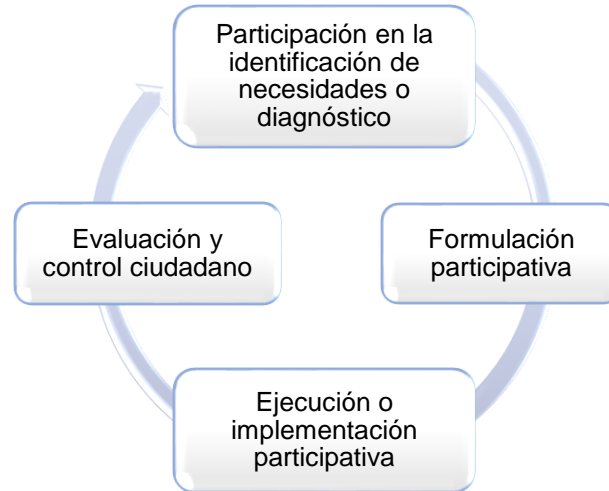 Participación en la
identificación de
necesidades o
diagnóstico
Formulación
participativa
Ejecución o
implementación
participativa
Evaluación y
control ciudadano